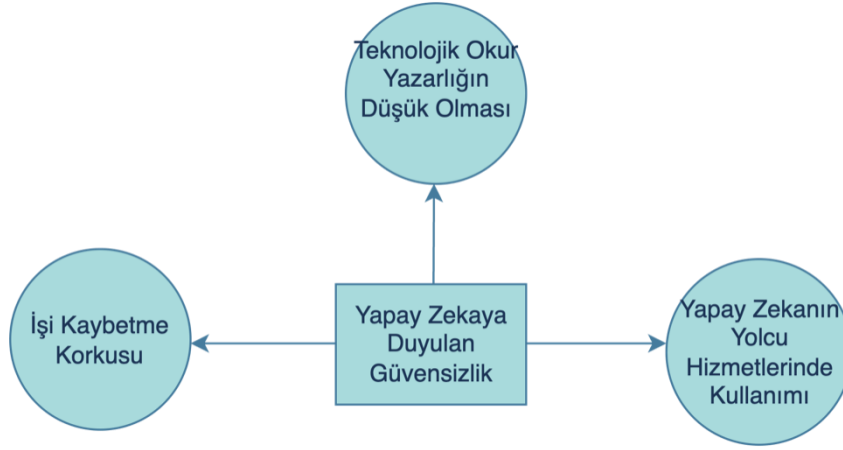 Teknolojik Okur
Yazarlığın
Düşük Olması
İşi Kaybetme
Korkusu
Yapay Zekaya
Duyulan
Güvensizlik
Yapay Zekanın
Yolcu
Hizmetlerinde
Kullanımı